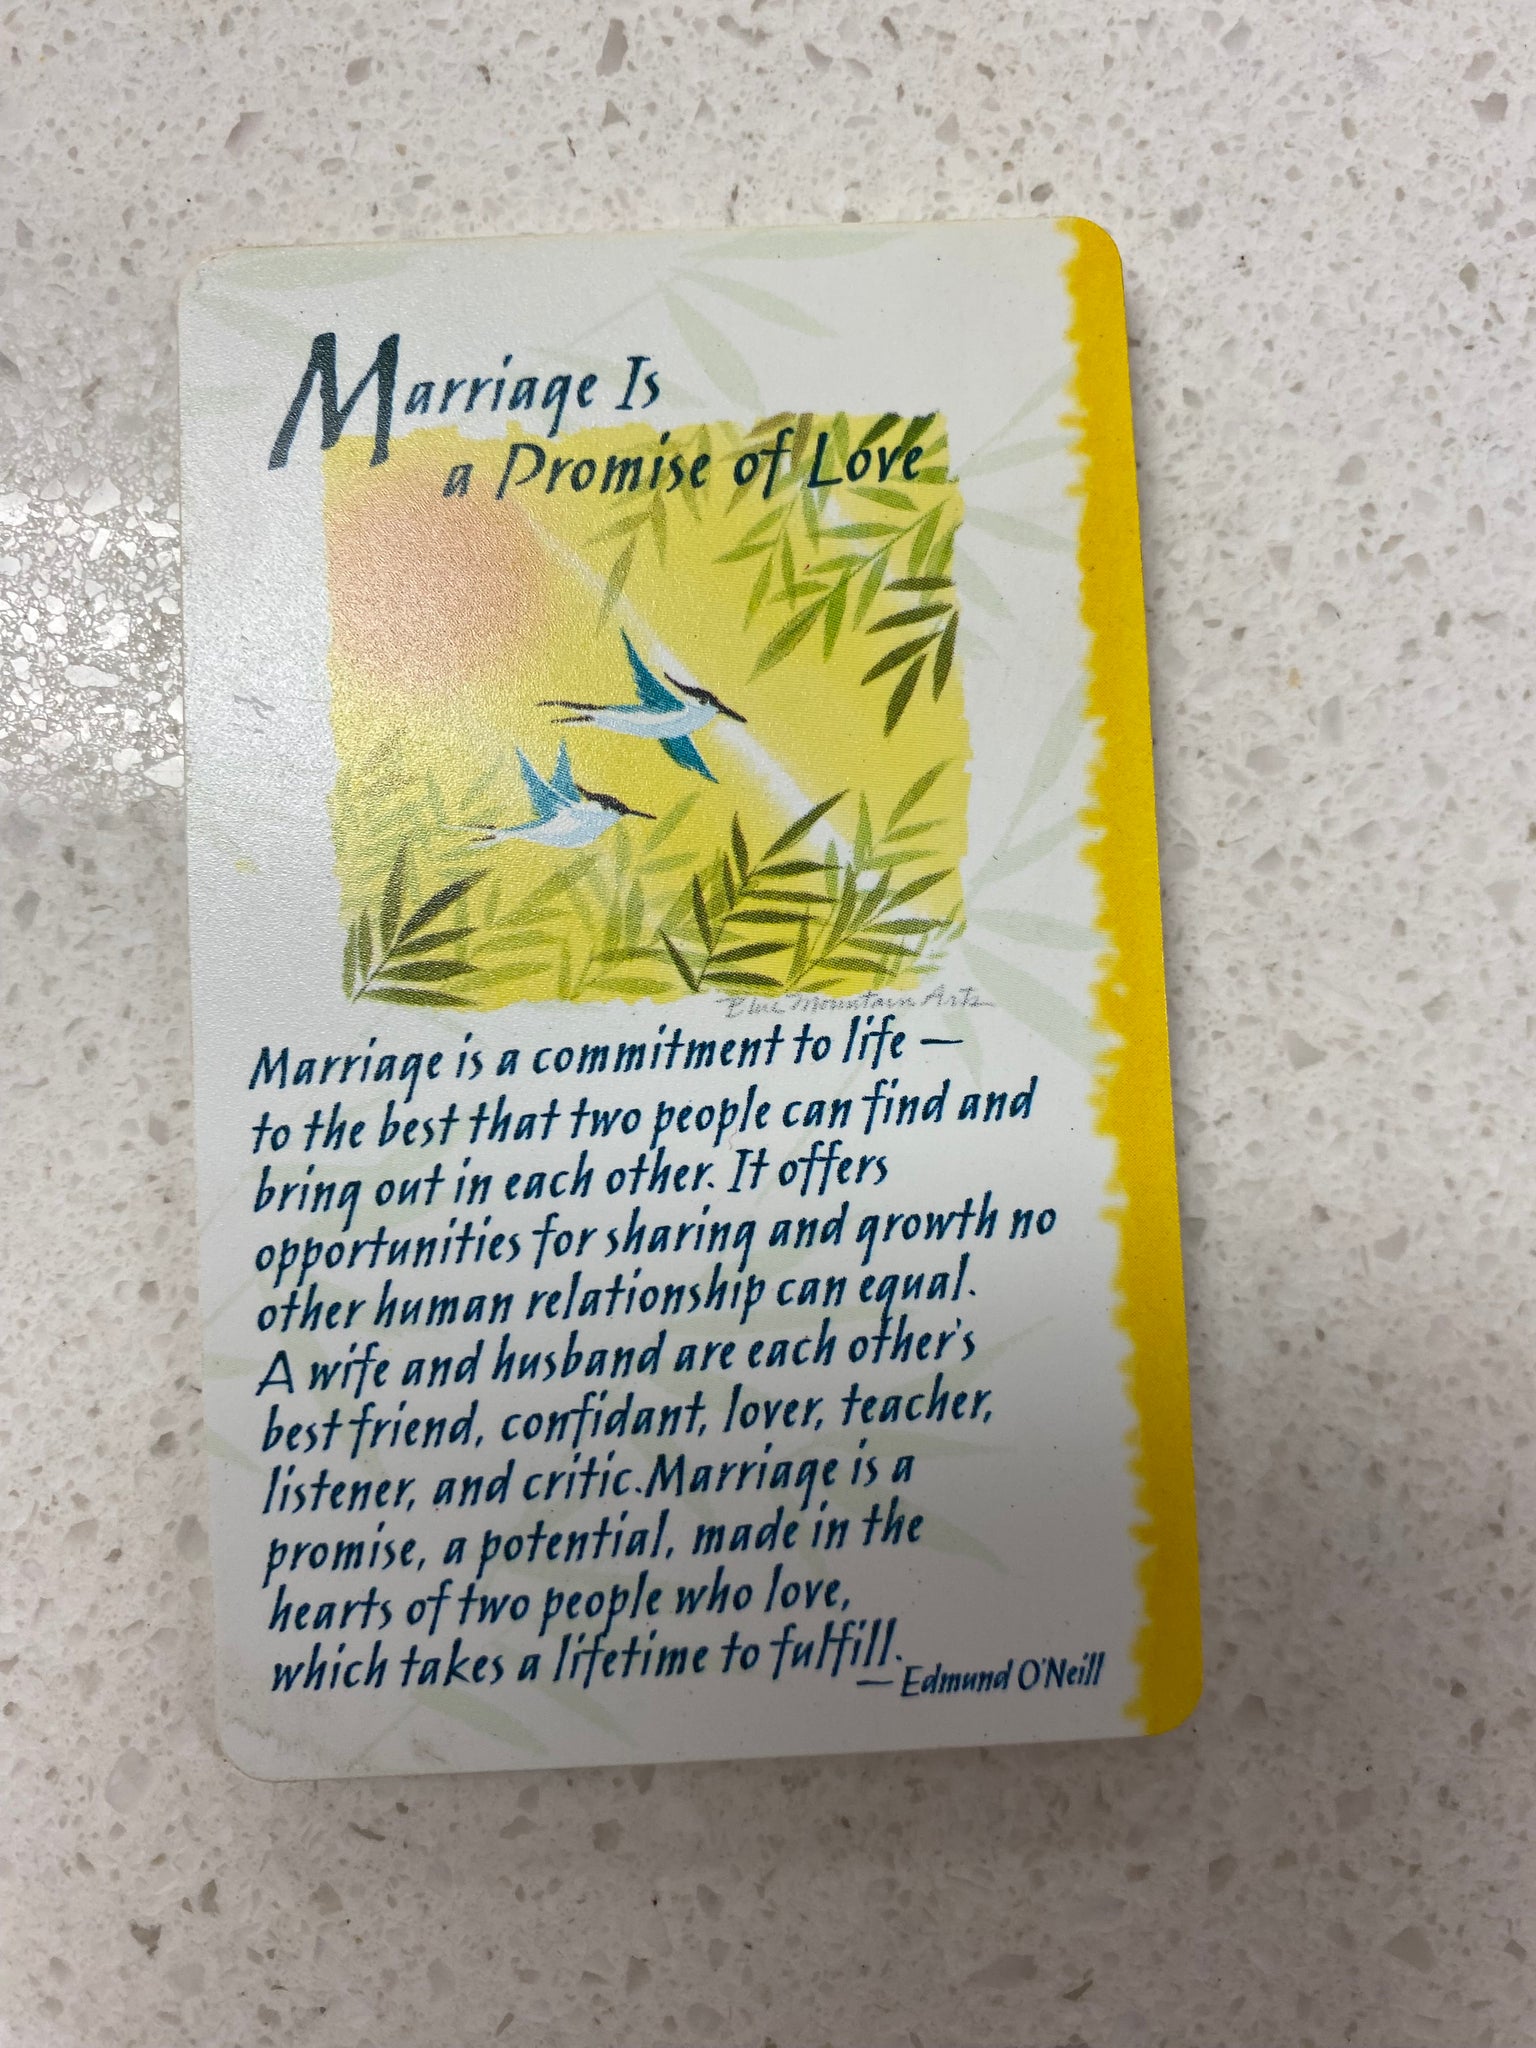 Marriage Is
a Promise of Love
Blue Mountain Arts
Marriage is a commitment to life —
to the best that two people can find and
bring out in each other. It offers
opportunities for sharing and growth no
other human relationship can equal.
A wife and husband are each other's
best friend, confidant, lover, teacher,
listener, and critic. Marriage is a
promise, a potential, made in the
hearts of two people who love,
which takes a lifetime to fulfill.
— Edmund O'Neill